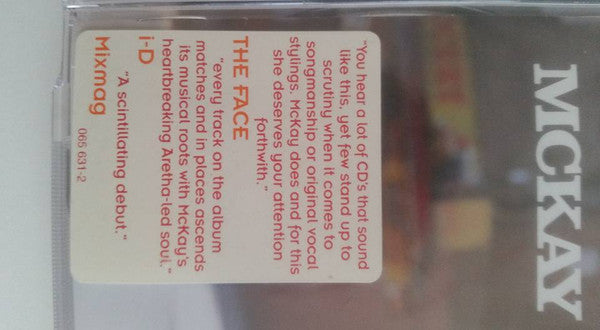 MCKAY
"You hear a lot of CD's that sound
like this, yet few stand up to
scrutiny when it comes to
songmanship or original vocal
stylings. McKay does and for this
she deserves your attention
forthwith."
THE FACE
"every track on the album
matches and in places ascends
its musical roots with McKay's
heartbreaking Aretha-led soul."
i-D
"A scintillating debut."
Mixmag
065 631-2